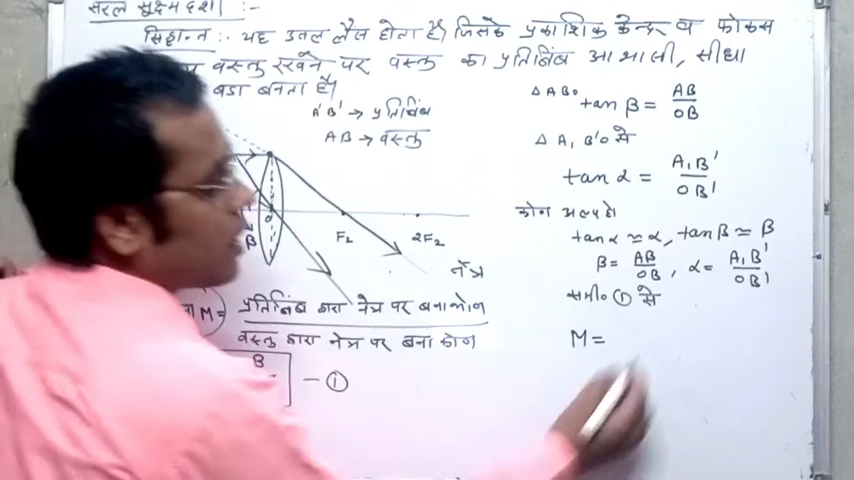 सरल सूक्ष्मदर्शी :-
सिद्धान्त :- यह उत्तल लैंस होता है। जिसके प्रकाशिक केन्द्र व फोकस
वस्तु रखने पर वस्तु का प्रतिबिंब आभासी, सीधा
बडा बनता है।
A'B' → प्रतिबिंब
AB → वस्तु
O
β
F₂
2F₂
नेत्र
M = प्रतिबिंब द्वारा नेत्र पर बना कोण
वस्तु द्वारा नेत्र पर बना कोण
β
— ①
Δ ABO
tan β = AB / OB
Δ A₁B'O से
tan α = A₁B' / OB'
कोण अल्प हो
tan α ≃ α, tan β ≃ β
β = AB / OB , α = A₁B' / OB'
समी० ① से
M =